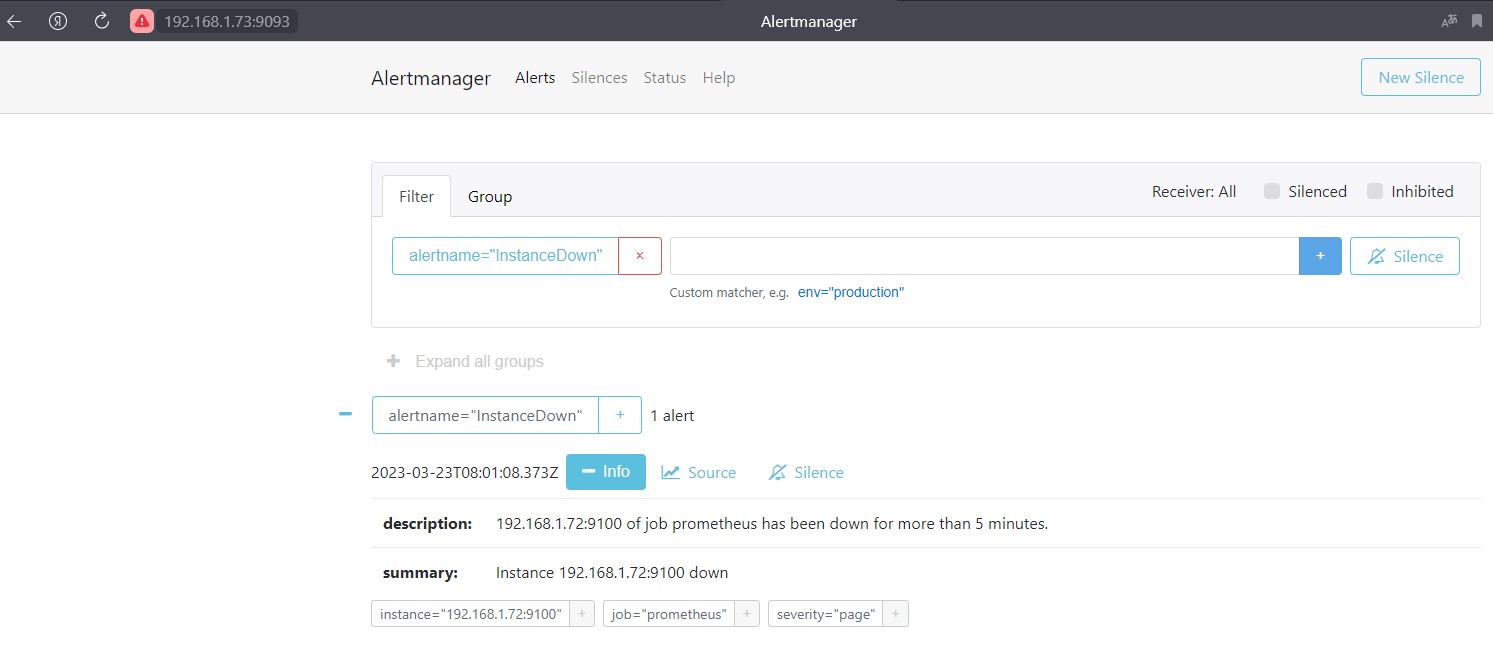 192.168.1.73:9093 Alertmanager
Alertmanager Alerts Silences Status Help New Silence
Filter Group Receiver: All Silenced Inhibited
alertname="InstanceDown" × + Silence
Custom matcher, e.g. env="production"
+ Expand all groups
− alertname="InstanceDown" + 1 alert
2023-03-23T08:01:08.373Z − Info Source Silence
description: 192.168.1.72:9100 of job prometheus has been down for more than 5 minutes.
summary: Instance 192.168.1.72:9100 down
instance="192.168.1.72:9100" + job="prometheus" + severity="page" +